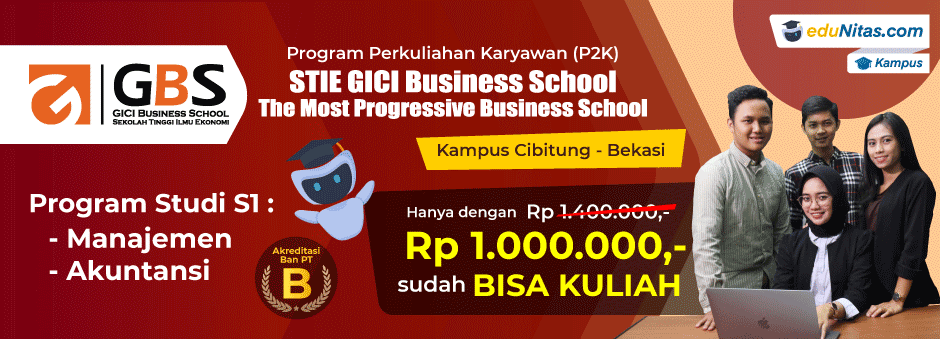 GBS
GICI BUSINESS SCHOOL
SEKOLAH TINGGI ILMU EKONOMI
Program Perkuliahan Karyawan (P2K)
STIE GICI Business School
The Most Progressive Business School
eduNitas.com
Kampus
Kampus Cibitung - Bekasi
Program Studi S1 :
- Manajemen
- Akuntansi
Akreditasi
Ban PT
B
Hanya dengan Rp 1.400.000,-
Rp 1.000.000,-
sudah BISA KULIAH